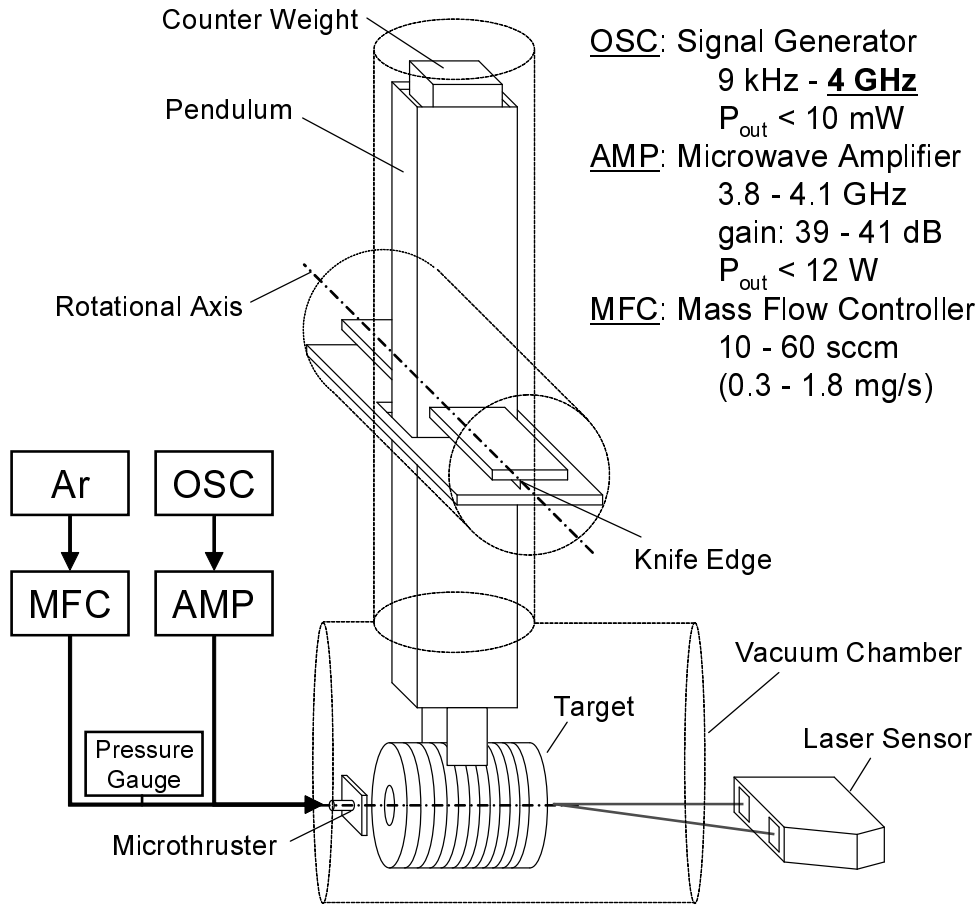 Counter Weight
Pendulum
Rotational Axis
OSC: Signal Generator
9 kHz - 4 GHz
Pout < 10 mW
AMP: Microwave Amplifier
3.8 - 4.1 GHz
gain: 39 - 41 dB
Pout < 12 W
MFC: Mass Flow Controller
10 - 60 sccm
(0.3 - 1.8 mg/s)
Ar
OSC
MFC
AMP
Knife Edge
Vacuum Chamber
Target
Laser Sensor
Pressure
Gauge
Microthruster